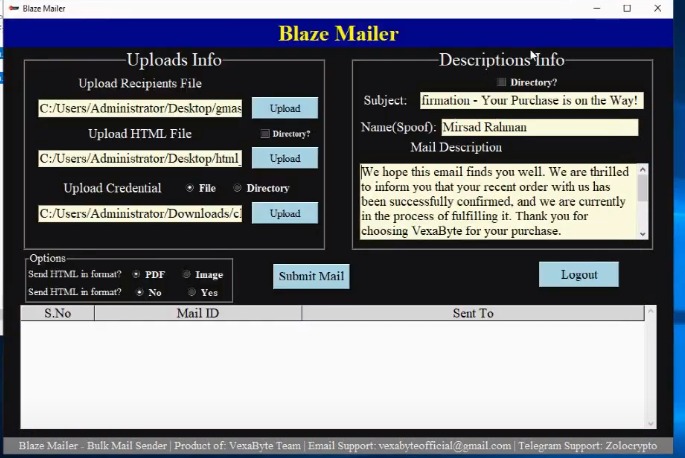 Blaze Mailer
Blaze Mailer
Uploads Info
Upload Recipients File
C:/Users/Administrator/Desktop/gmas
Upload
Upload HTML File
Directory?
C:/Users/Administrator/Desktop/html_
Upload
Upload Credential
File
Directory
C:/Users/Administrator/Downloads/cl
Upload
Descriptions Info
Directory?
Subject: firmation - Your Purchase is on the Way!
Name(Spoof): Mirsad Rahman
Mail Description
We hope this email finds you well. We are thrilled
to inform you that your recent order with us has
been successfully confirmed, and we are currently
in the process of fulfilling it. Thank you for
choosing VexaByte for your purchase.
Options
Send HTML in format? PDF Image
Send HTML in format? No Yes
Submit Mail
Logout
S.No Mail ID Sent To
Blaze Mailer - Bulk Mail Sender | Product of: VexaByte Team | Email Support: vexabyteofficial@gmail.com | Telegram Support: Zolocrypto